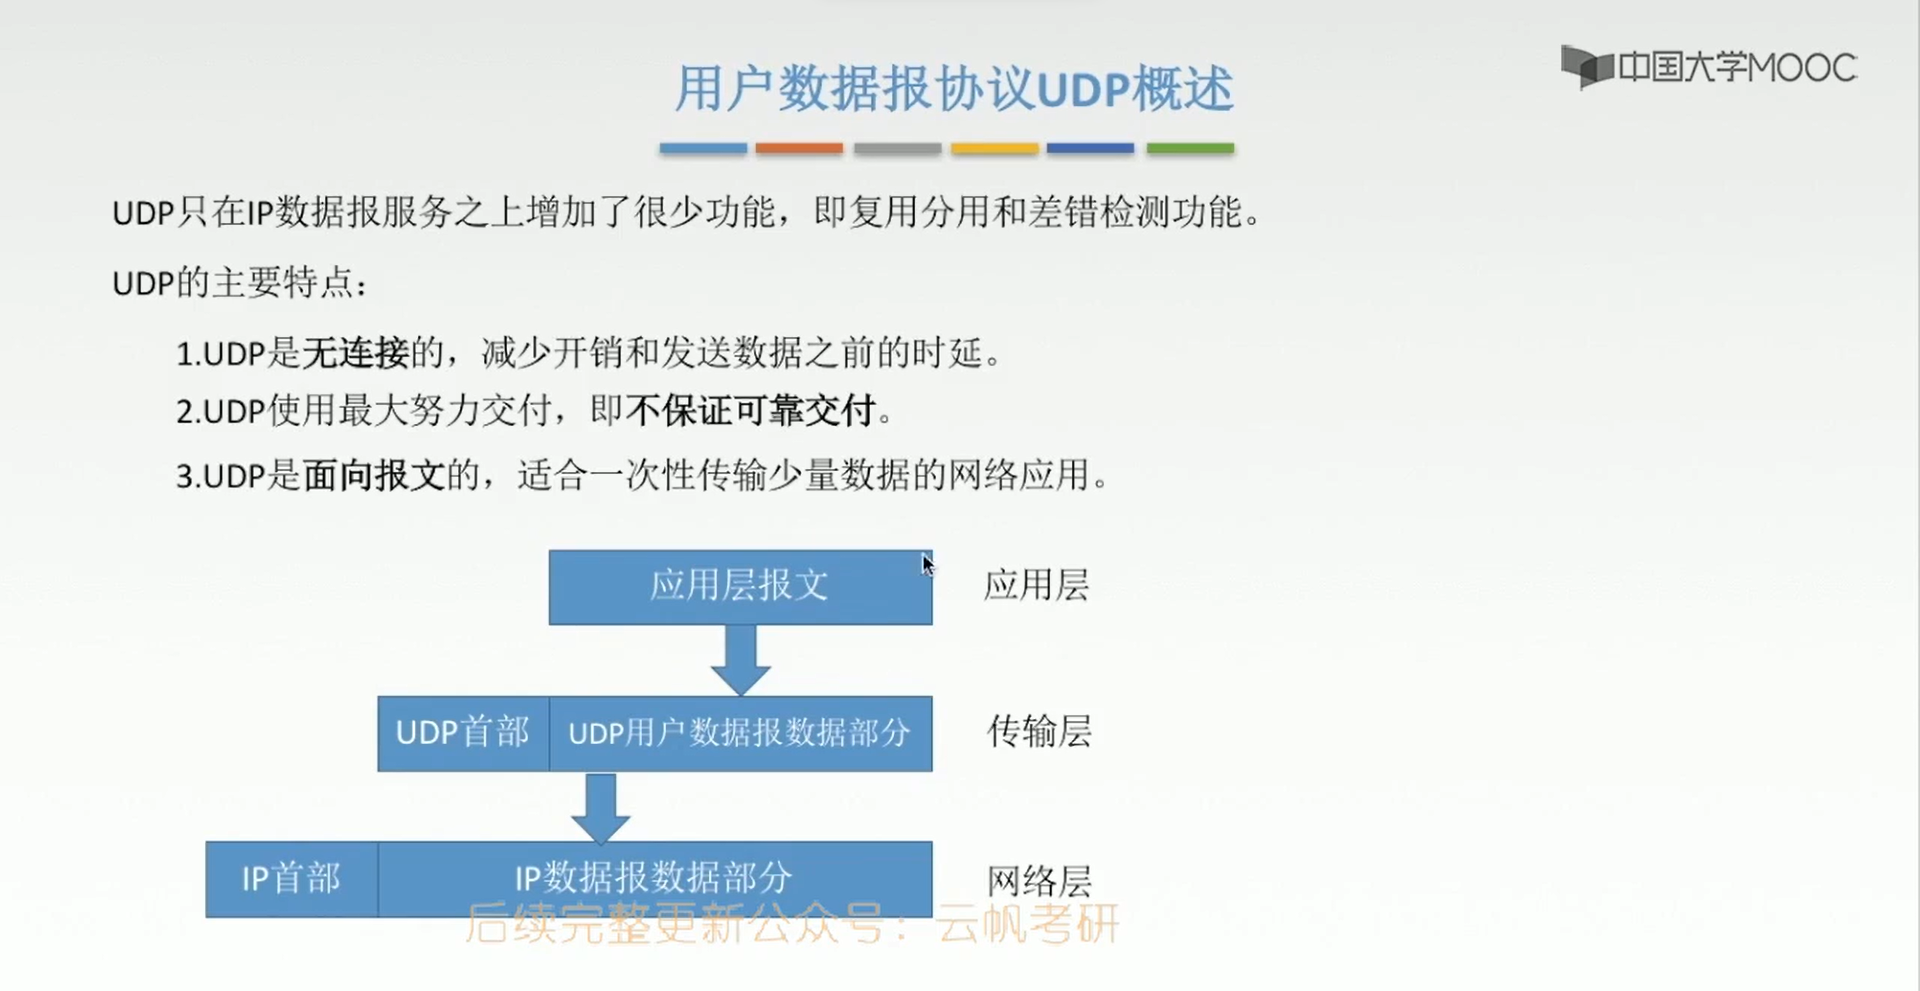 用户数据报协议UDP概述
中国大学MOOC
UDP只在IP数据报服务之上增加了很少功能，即复用分用和差错检测功能。
UDP的主要特点：
1.UDP是无连接的，减少开销和发送数据之前的时延。
2.UDP使用最大努力交付，即不保证可靠交付。
3.UDP是面向报文的，适合一次性传输少量数据的网络应用。
应用层报文 应用层
UDP首部 UDP用户数据报数据部分 传输层
IP首部 IP数据报数据部分 网络层
后续完整更新公众号：云帆考研